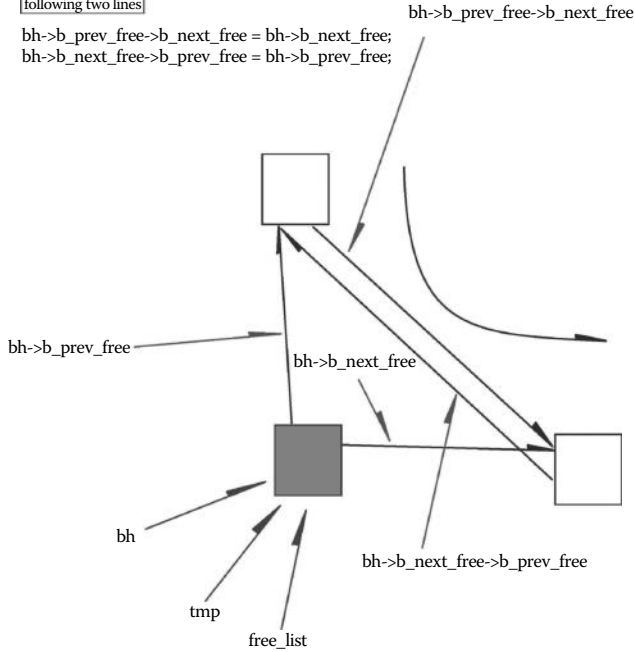 following two lines
bh->b_prev_free->b_next_free
bh->b_prev_free->b_next_free = bh->b_next_free;
bh->b_next_free->b_prev_free = bh->b_prev_free;
bh->b_prev_free
bh->b_next_free
bh
bh->b_next_free->b_prev_free
tmp
free_list